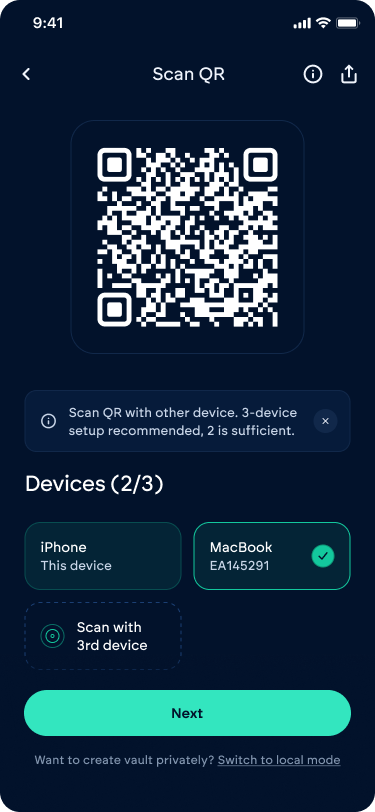 9:41
Scan QR
Scan QR with other device. 3-device
setup recommended, 2 is sufficient.
Devices (2/3)
iPhone
This device
MacBook
EA145291
Scan with
3rd device
Next
Want to create vault privately? Switch to local mode